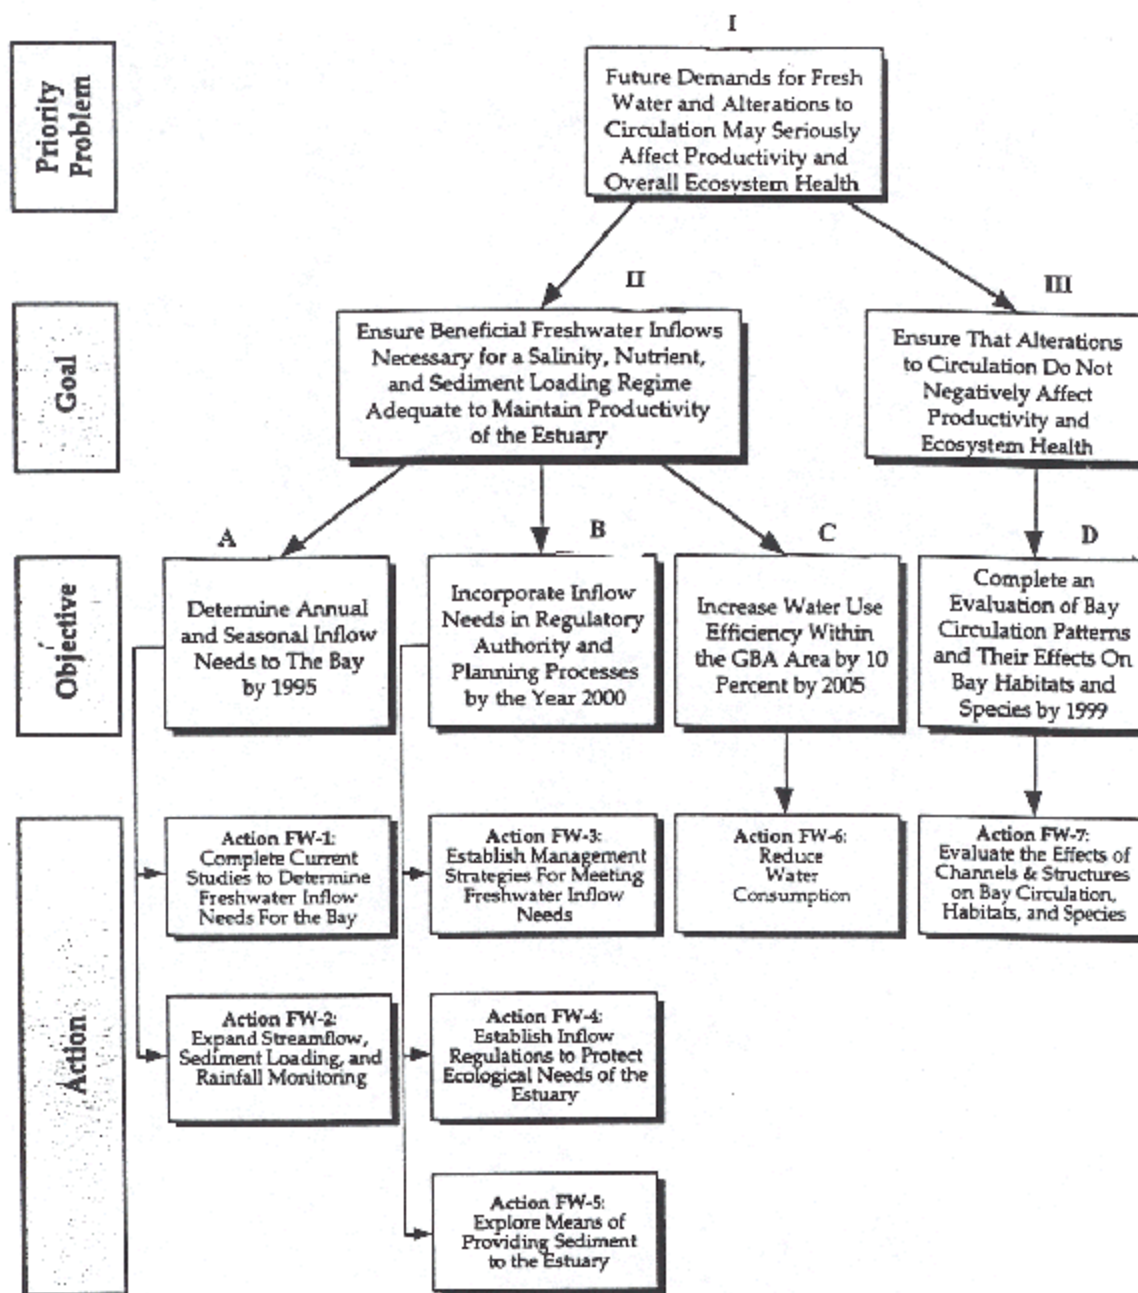 I
Priority
Problem
Future Demands for Fresh
Water and Alterations to
Circulation May Seriously
Affect Productivity and
Overall Ecosystem Health
II
III
Goal
Ensure Beneficial Freshwater Inflows
Necessary for a Salinity, Nutrient,
and Sediment Loading Regime
Adequate to Maintain Productivity
of the Estuary
Ensure That Alterations
to Circulation Do Not
Negatively Affect
Productivity and
Ecosystem Health
A
B
C
D
Objective
Determine Annual
and Seasonal Inflow
Needs to The Bay
by 1995
Incorporate Inflow
Needs in Regulatory
Authority and
Planning Processes
by the Year 2000
Increase Water Use
Efficiency Within
the GBA Area by 10
Percent by 2005
Complete an
Evaluation of Bay
Circulation Patterns
and Their Effects On
Bay Habitats and
Species by 1999
Action
Action FW-1:
Complete Current
Studies to Determine
Freshwater Inflow
Needs For the Bay
Action FW-3:
Establish Management
Strategies For Meeting
Freshwater Inflow
Needs
Action FW-6:
Reduce
Water
Consumption
Action FW-7:
Evaluate the Effects of
Channels & Structures
on Bay Circulation,
Habitats, and Species
Action FW-2:
Expand Streamflow,
Sediment Loading, and
Rainfall Monitoring
Action FW-4:
Establish Inflow
Regulations to Protect
Ecological Needs of the
Estuary
Action FW-5:
Explore Means of
Providing Sediment
to the Estuary